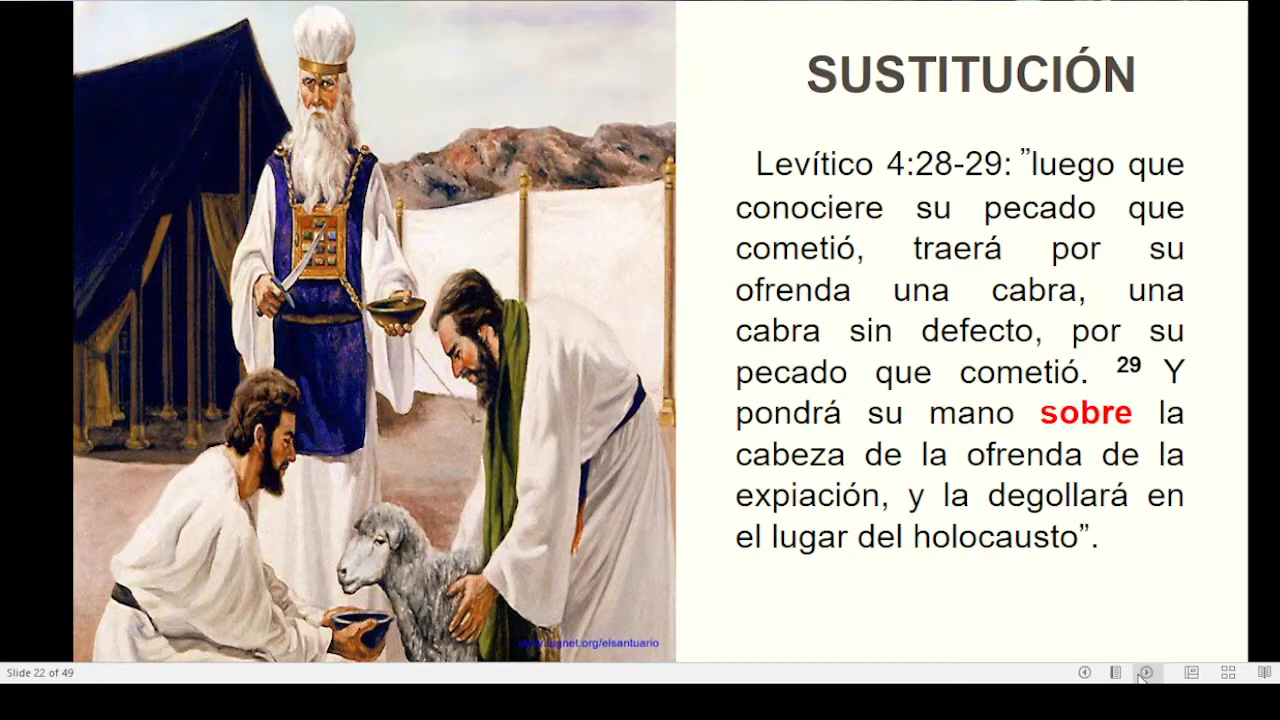 SUSTITUCIÓN
Levítico 4:28-29: ”luego que
conociere su pecado que
cometió, traerá por su
ofrenda una cabra, una
cabra sin defecto, por su
pecado que cometió. 29 Y
pondrá su mano sobre la
cabeza de la ofrenda de la
expiación, y la degollará en
el lugar del holocausto”.
Slide 22 of 49